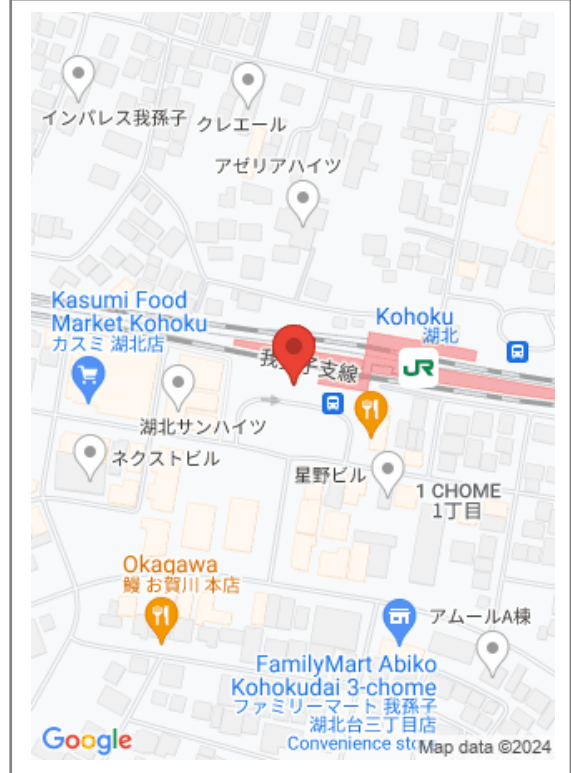 インバレス我孫子
クレエール
アゼリアハイツ
Kasumi Food
Market Kohoku
カスミ 湖北店
Kohoku
湖北
我孫子支線
JR
湖北サンハイツ
ネクストビル
星野ビル
1 CHOME
1丁目
Okagawa
鰻 お賀川 本店
アムールA棟
FamilyMart Abiko
Kohokudai 3-chome
ファミリーマート 我孫子
湖北台三丁目店
Convenience store
Google
Map data ©2024